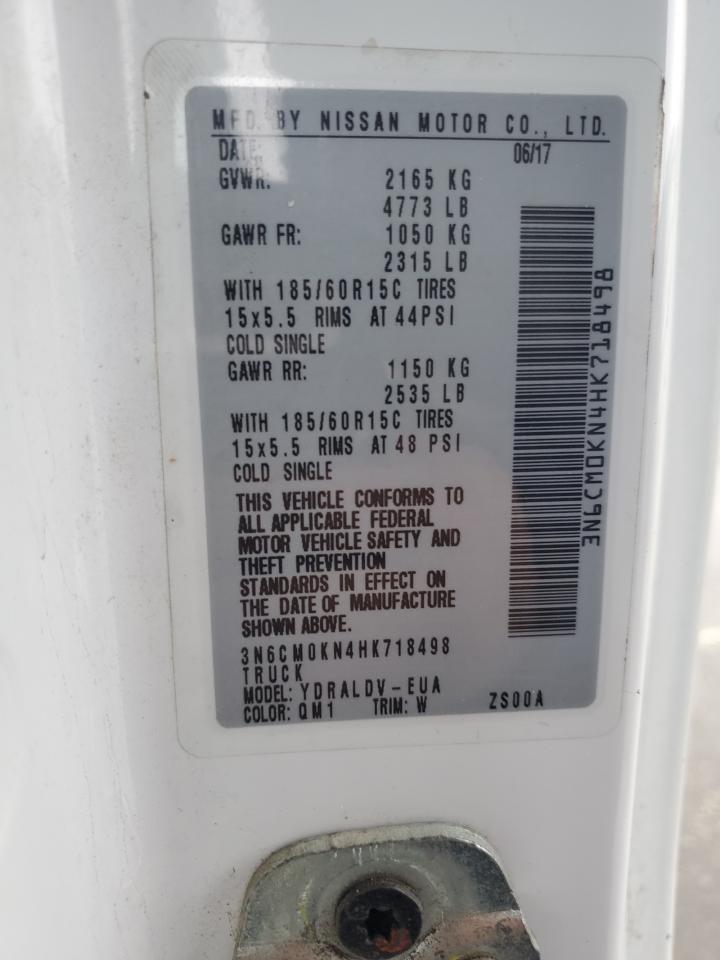 MFD. BY NISSAN MOTOR CO., LTD.
DATE: 06/17
GVWR: 2165 KG
4773 LB
GAWR FR: 1050 KG
2315 LB
WITH 185/60R15C TIRES
15x5.5 RIMS AT 44PSI
COLD SINGLE
GAWR RR: 1150 KG
2535 LB
WITH 185/60R15C TIRES
15x5.5 RIMS AT 48 PSI
COLD SINGLE
THIS VEHICLE CONFORMS TO
ALL APPLICABLE FEDERAL
MOTOR VEHICLE SAFETY AND
THEFT PREVENTION
STANDARDS IN EFFECT ON
THE DATE OF MANUFACTURE
SHOWN ABOVE.
3N6CM0KN4HK718498
TRUCK
MODEL: YDRALDV-EUA
COLOR: QM1 TRIM: W ZS00A
3N6CM0KN4HK718498